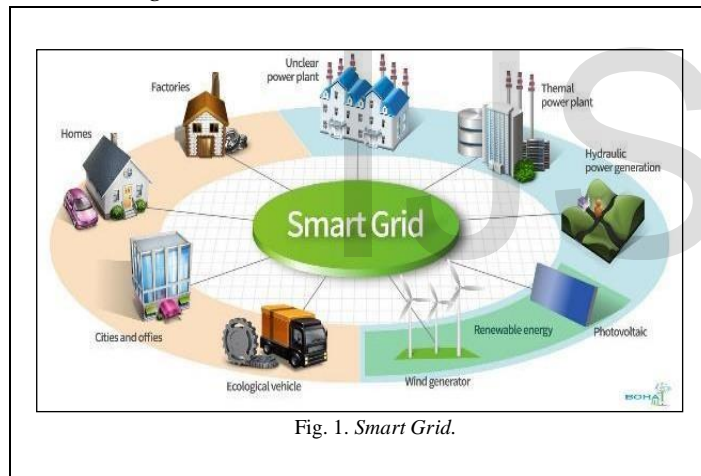 Unclear
power plant
Factories
Themal
power plant
Homes
Hydraulic
power generation
Smart Grid
Cities and offies
Renewable energy
Photovoltaic
Ecological vehicle
Wind generator
BOHA
IJS
Fig. 1. Smart Grid.